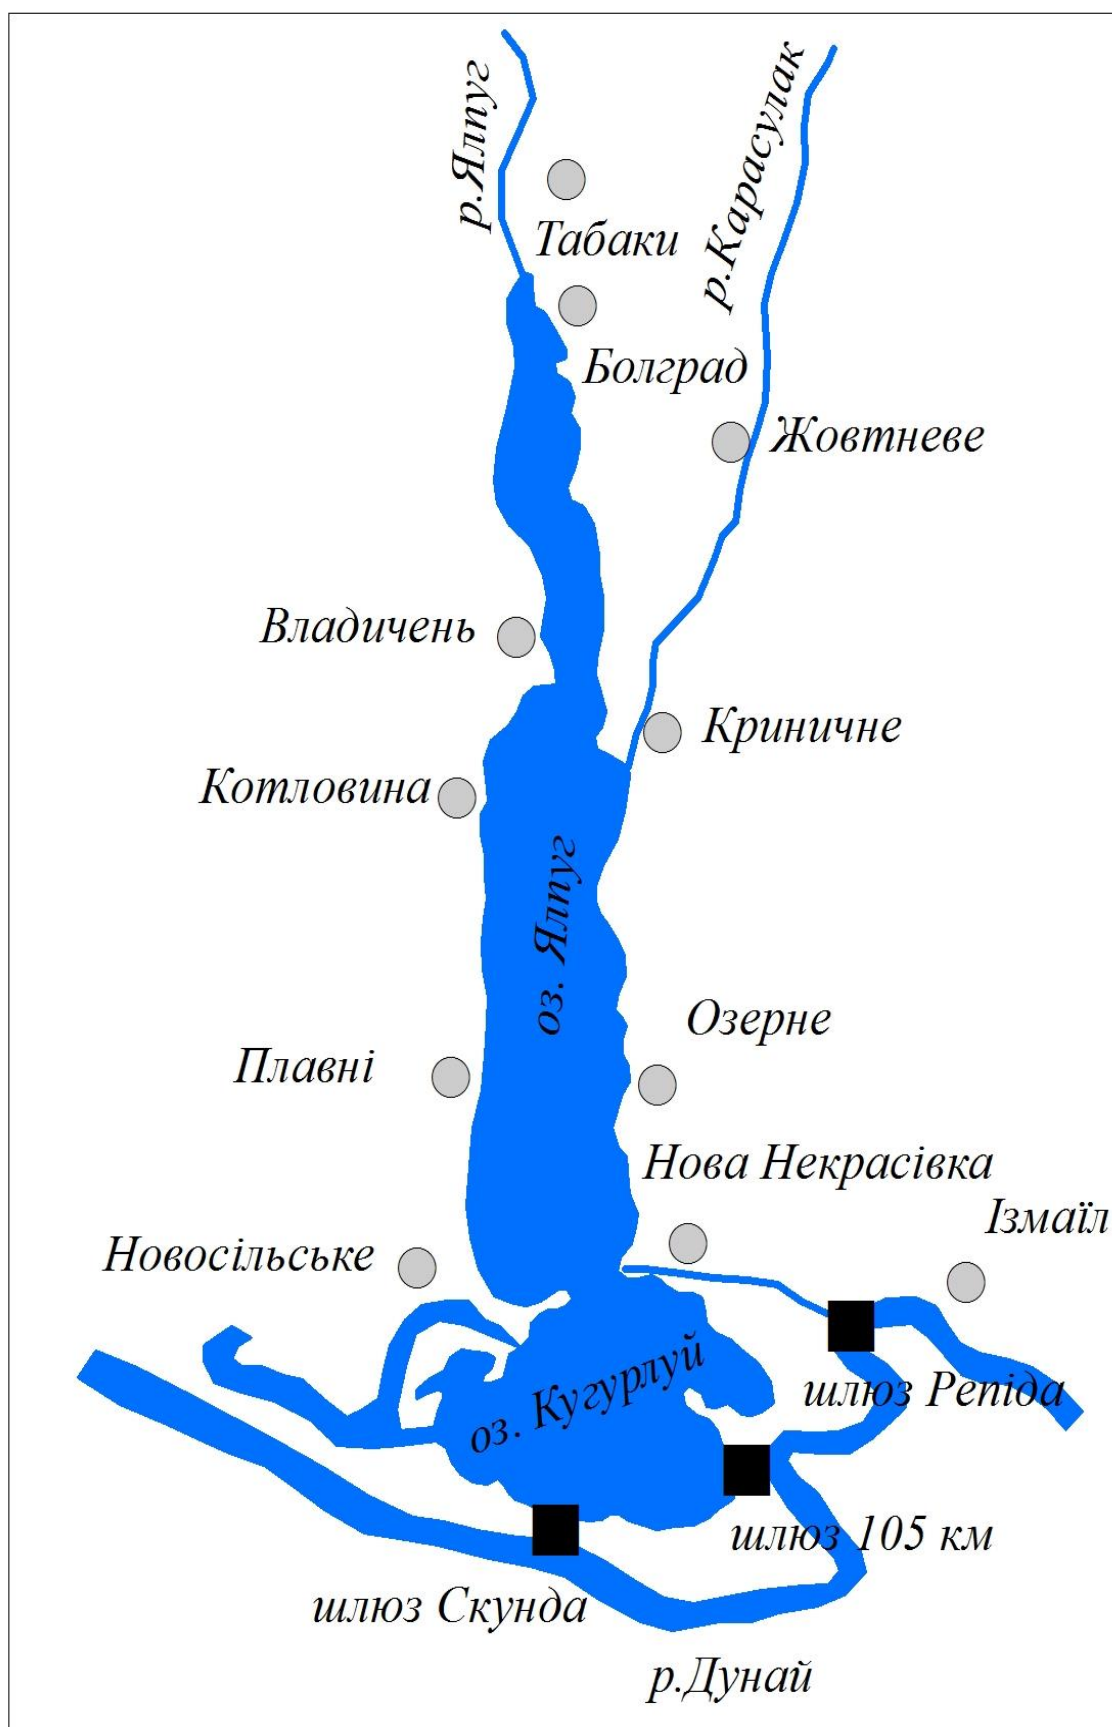 р.Ялпуг
р.Карасулак
Табаки
Болград
Жовтневе
Владичень
Криничне
Котловина
оз. Ялпуг
Озерне
Плавні
Нова Некрасівка
Ізмаїл
Новосільське
оз. Кугурлуй
шлюз Репіда
шлюз 105 км
шлюз Скунда
р.Дунай